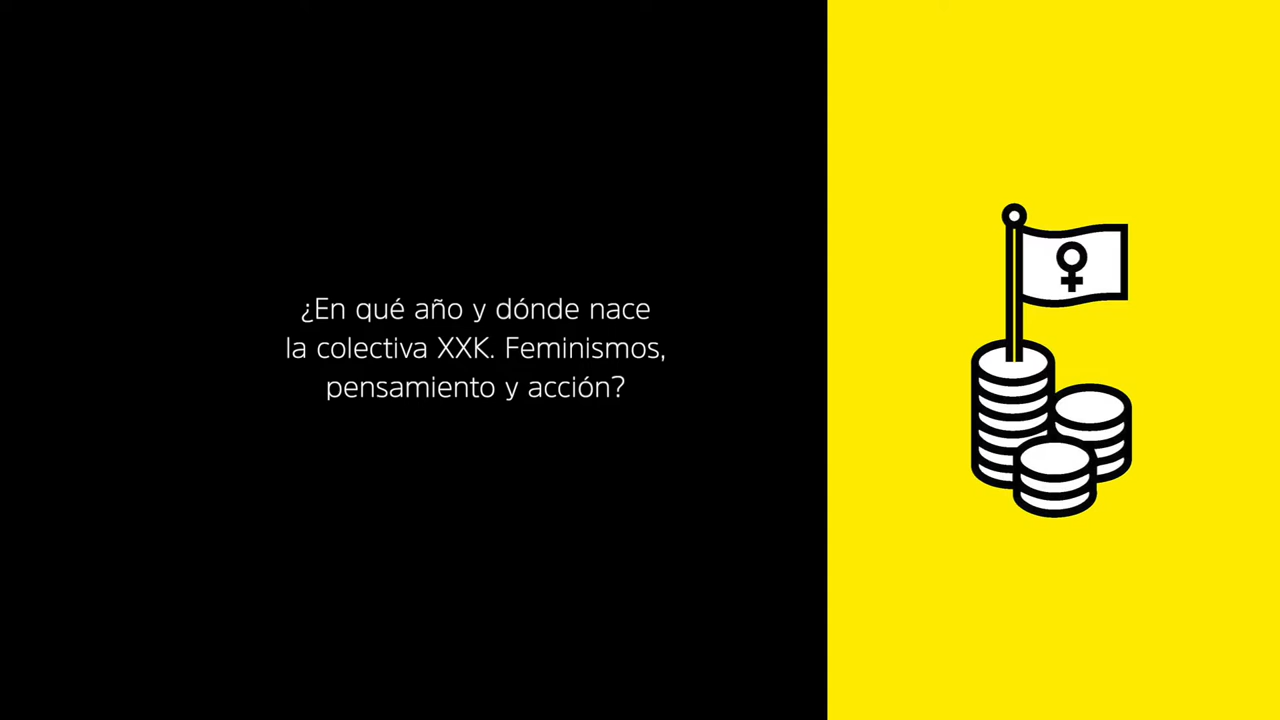 ¿En qué año y dónde nace
la colectiva XXK. Feminismos,
pensamiento y acción?